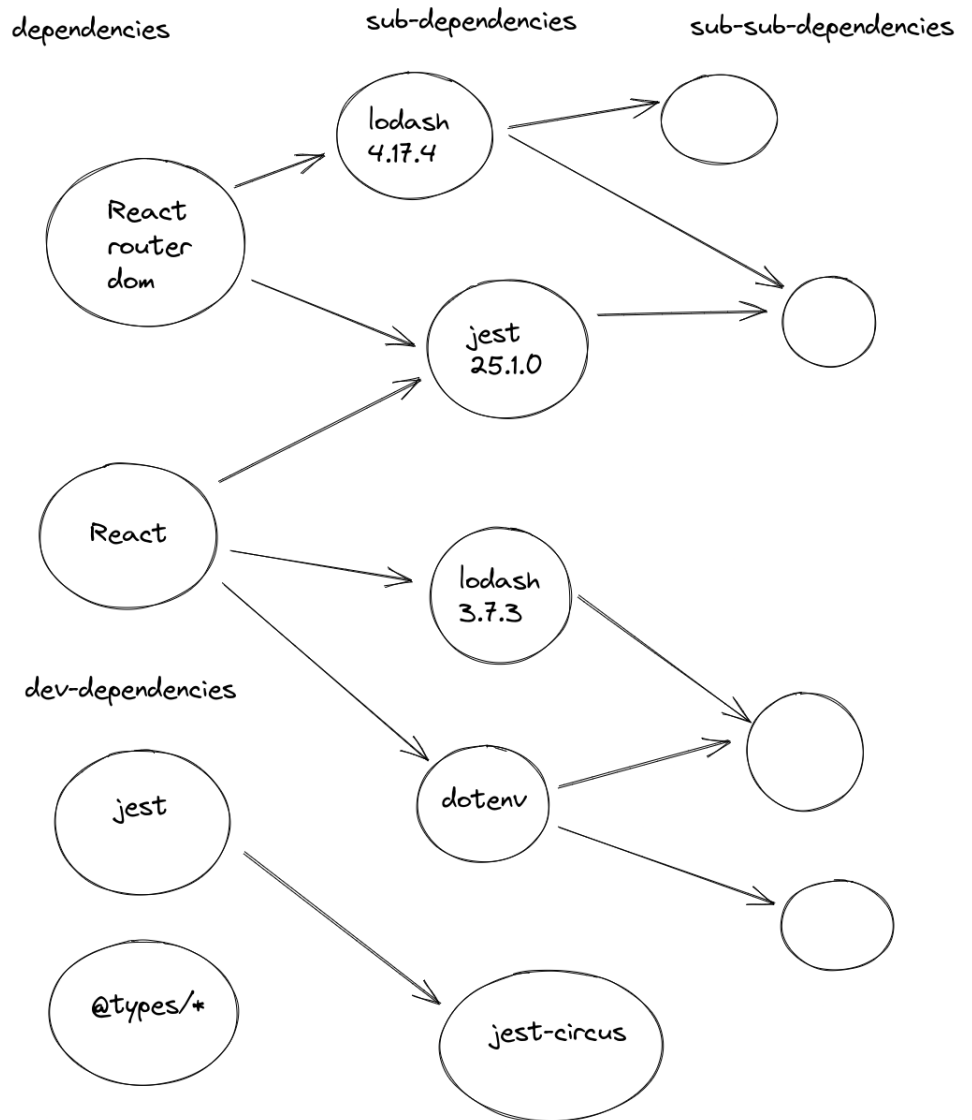 dependencies
sub-dependencies
sub-sub-dependencies
lodash
4.17.4
React
router
dom
jest
25.1.0
React
lodash
3.7.3
dev-dependencies
jest
dotenv
@types/*
jest-circus